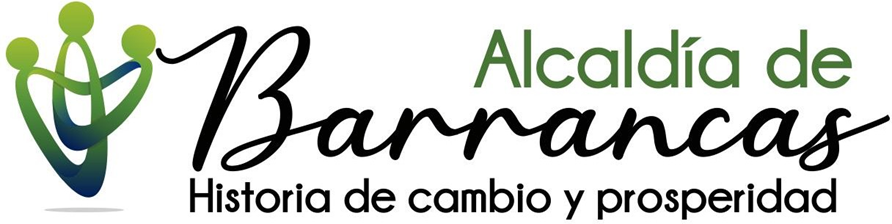 Alcaldía de
Barrancas
Historia de cambio y prosperidad